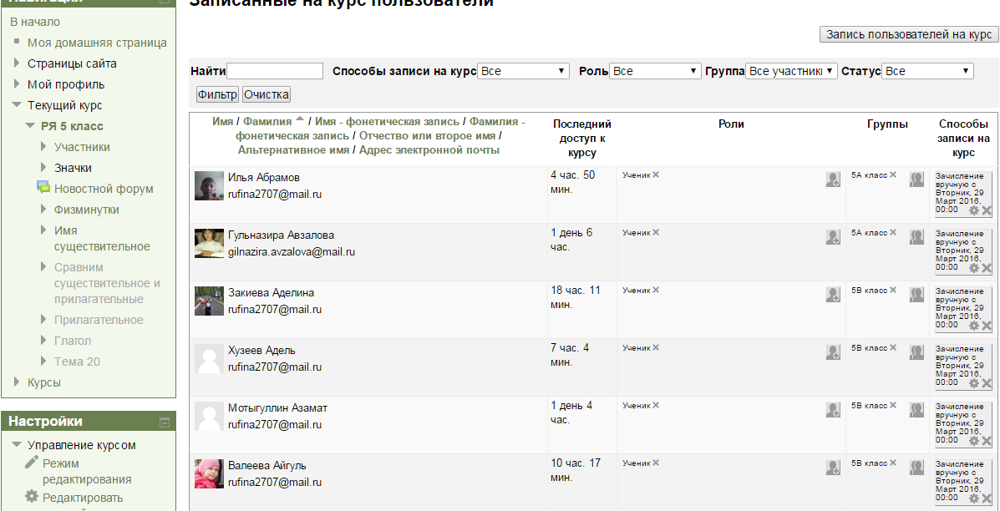 Навигация
В начало
Моя домашняя страница
Страницы сайта
Мой профиль
Текущий курс
РЯ 5 класс
Участники
Значки
Новостной форум
Физминутки
Имя
существительное
Сравним
существительное и
прилагательные
Прилагательное
Глагол
Тема 20
Курсы
Настройки
Управление курсом
Режим
редактирования
Редактировать
Записанные на курс пользователи
Запись пользователей на курс
Найти Способы записи на курс Все Роль Все Группа Все участники Статус Все
Фильтр Очистка
Имя / Фамилия / Имя - фонетическая запись / Фамилия -
фонетическая запись / Отчество или второе имя /
Альтернативное имя / Адрес электронной почты
Последний
доступ к
курсу
Роли
Группы
Способы
записи на
курс
Илья Абрамов
rufina2707@mail.ru
4 час. 50
мин.
Ученик
5А класс
Зачисление
вручную с
Вторник, 29
Март 2016,
00:00
Гульназира Авзалова
gilnazira.avzalova@mail.ru
1 день 6
час.
Ученик
5А класс
Зачисление
вручную с
Вторник, 29
Март 2016,
00:00
Закиева Аделина
rufina2707@mail.ru
18 час. 11
мин.
Ученик
5В класс
Зачисление
вручную с
Вторник, 29
Март 2016,
00:00
Хузеев Адель
rufina2707@mail.ru
7 час. 4
мин.
Ученик
5В класс
Зачисление
вручную с
Вторник, 29
Март 2016,
00:00
Мотыгуллин Азамат
rufina2707@mail.ru
1 день 4
час.
Ученик
5В класс
Зачисление
вручную с
Вторник, 29
Март 2016,
00:00
Валеева Айгуль
rufina2707@mail.ru
10 час. 17
мин.
Ученик
5В класс
Зачисление
вручную с
Вторник, 29
Март 2016,
00:00